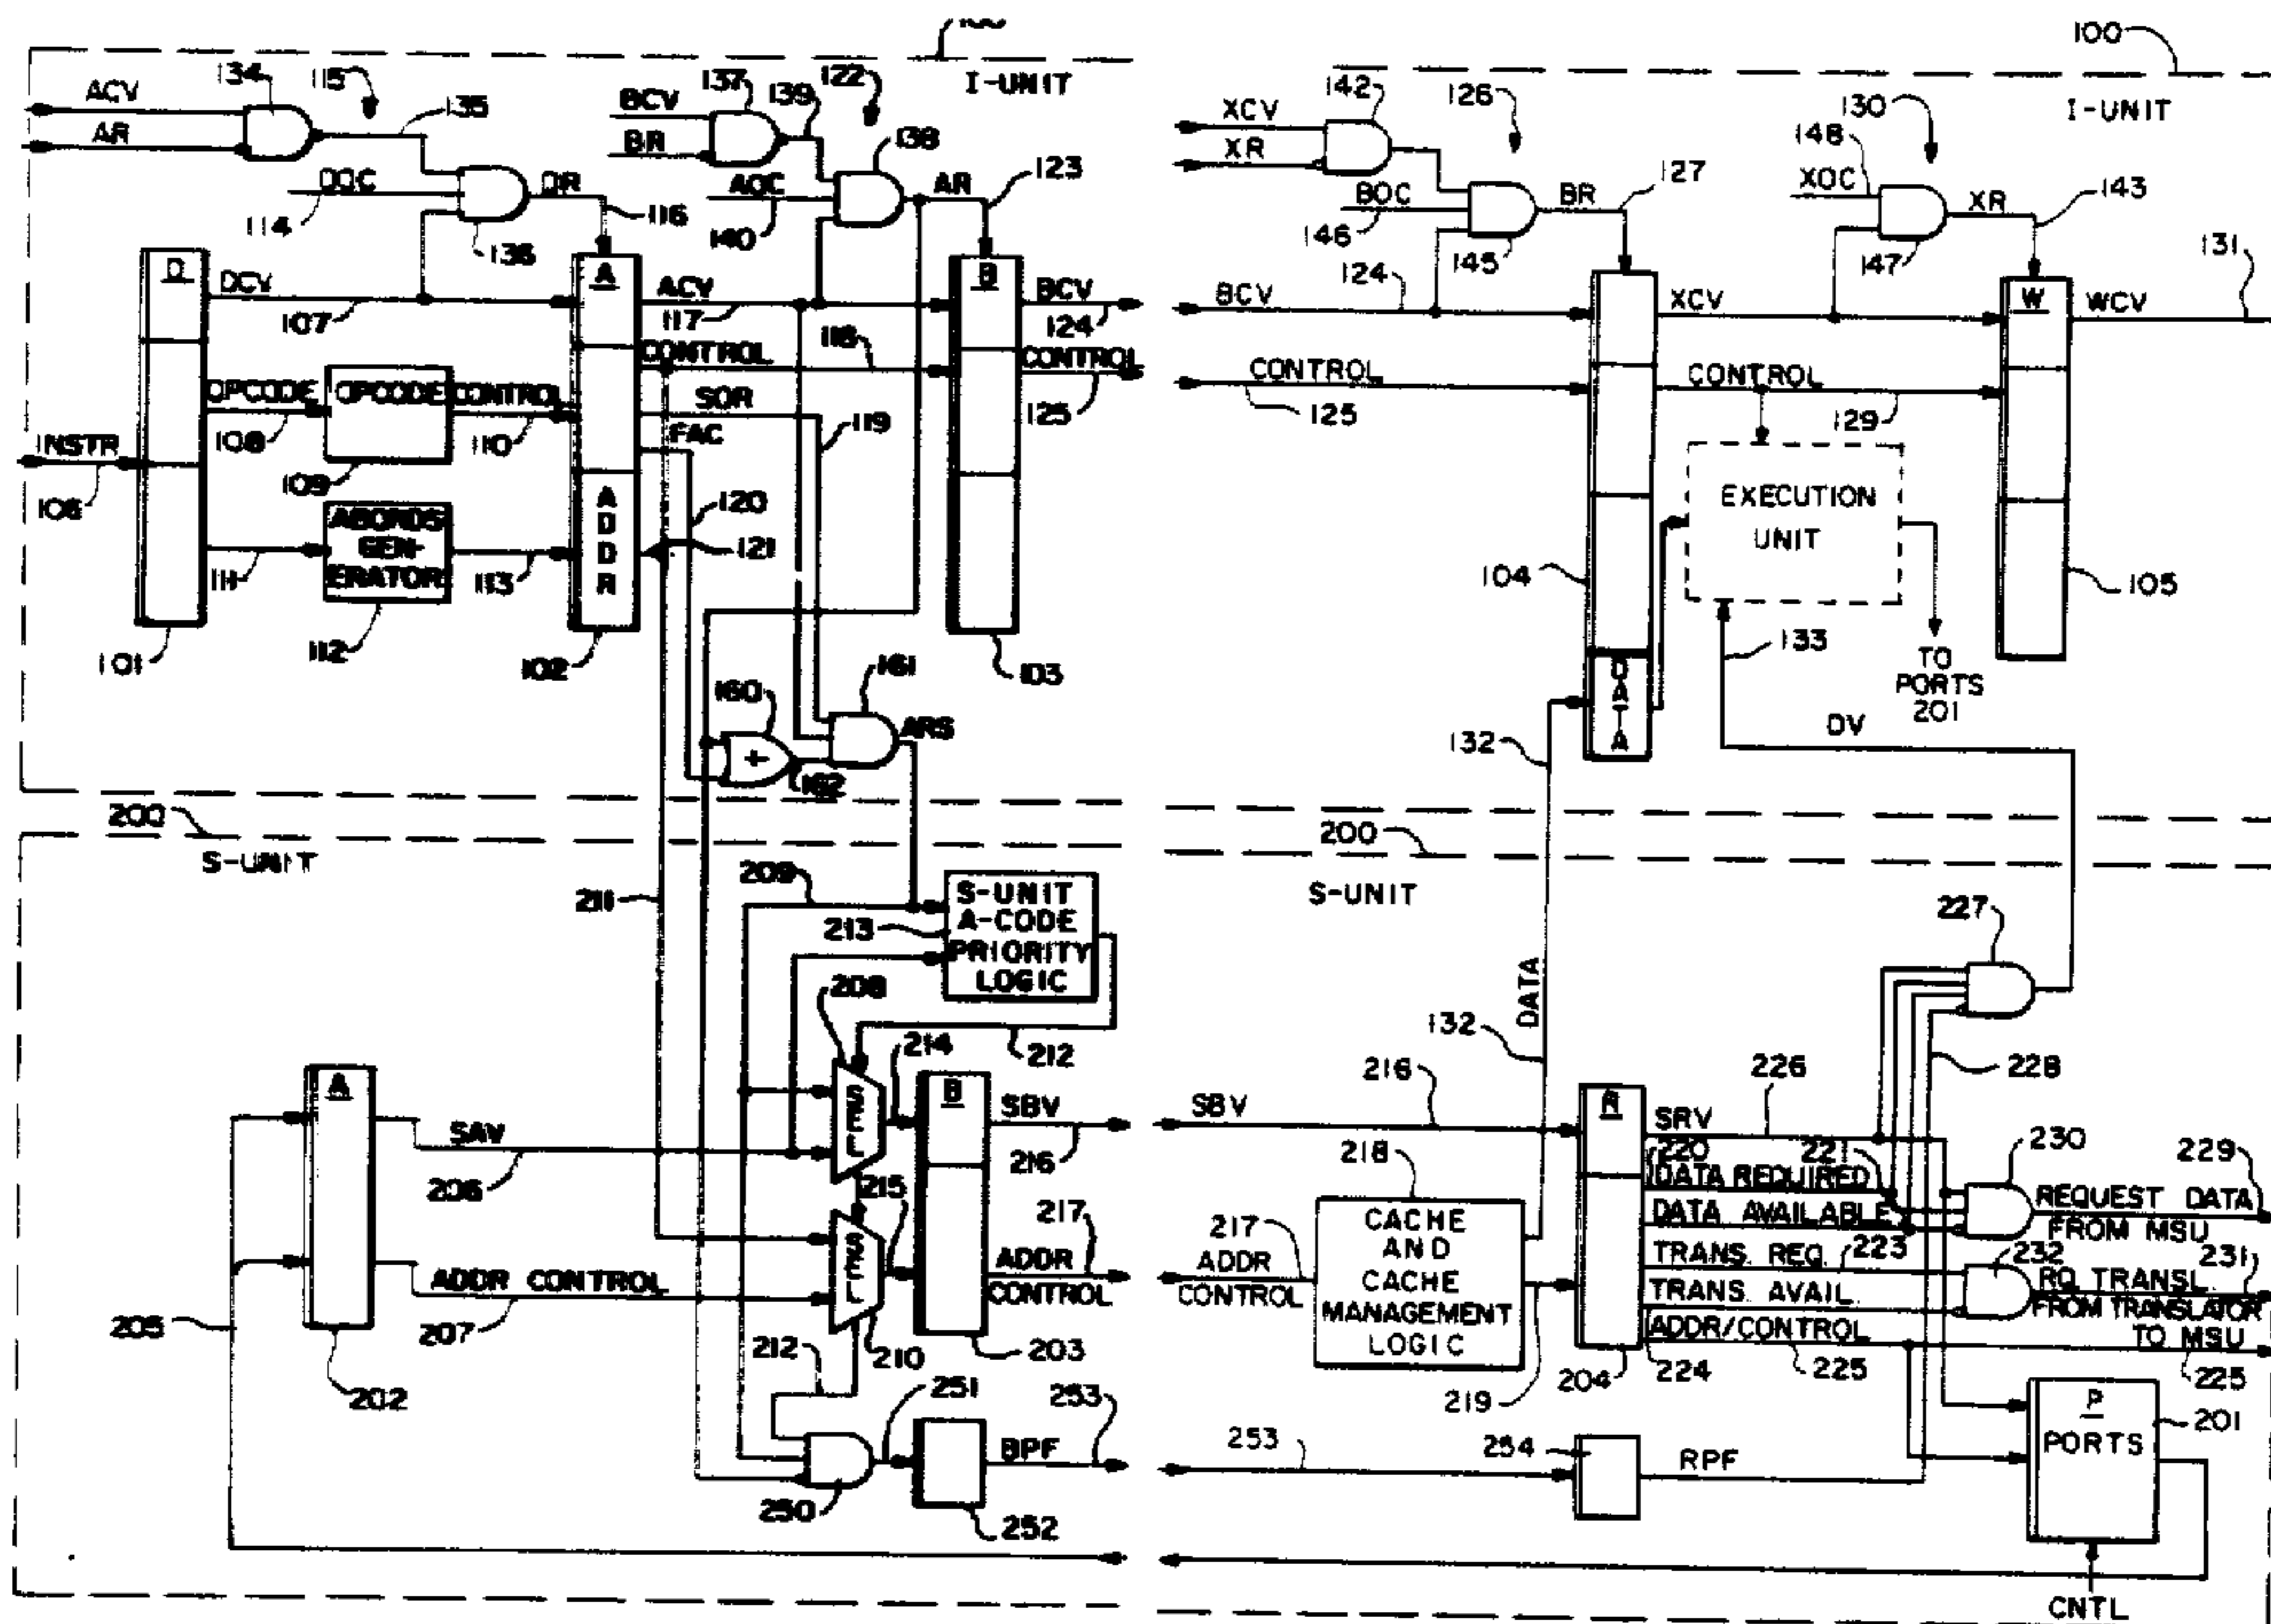 100
I-UNIT
I-UNIT
ACV
134
115
AR
135
DOC
114
DR
116
136
BCV
137
139
122
BR
138
AOC
140
AR
123
XCV
142
126
XR
BOC
146
BR
127
145
130
148
XOC
XR
143
147
131
D
DCV
107
OPCODE
108
OPCODE
109
CONTROL
110
INSTR
106
111
GEN-
ERATOR
112
113
101
A
ADDR
102
ACV
117
CONTROL
118
SOR
119
FAC
120
121
B
BCV
124
CONTROL
125
103
BCV
124
CONTROL
125
XCV
CONTROL
129
EXECUTION
UNIT
104
DATA
W
WCV
105
133
TO
PORTS
201
DV
132
160
161
ARS
162
200
S-UNIT
200
S-UNIT
211
209
S-UNIT
A-CODE
PRIORITY
LOGIC
213
208
SEL
214
212
A
SAV
206
ADDR CONTROL
207
205
202
215
SEL
210
212
B
SBV
216
217
ADDR
CONTROL
203
251
250
252
BPF
253
DATA
132
SBV
216
218
217
ADDR
CONTROL
CACHE
AND
CACHE
MANAGEMENT
LOGIC
219
R
204
SRV
226
220
221
DATA REQUIRED
DATA AVAILABLE
TRANS. REQ.
223
TRANS. AVAIL.
ADDR/CONTROL
224
225
227
228
230
229
REQUEST DATA
FROM MSU
232
231
RQ. TRANSL.
FROM TRANSLATOR
TO MSU
225
253
254
RPF
P
PORTS
201
CNTL